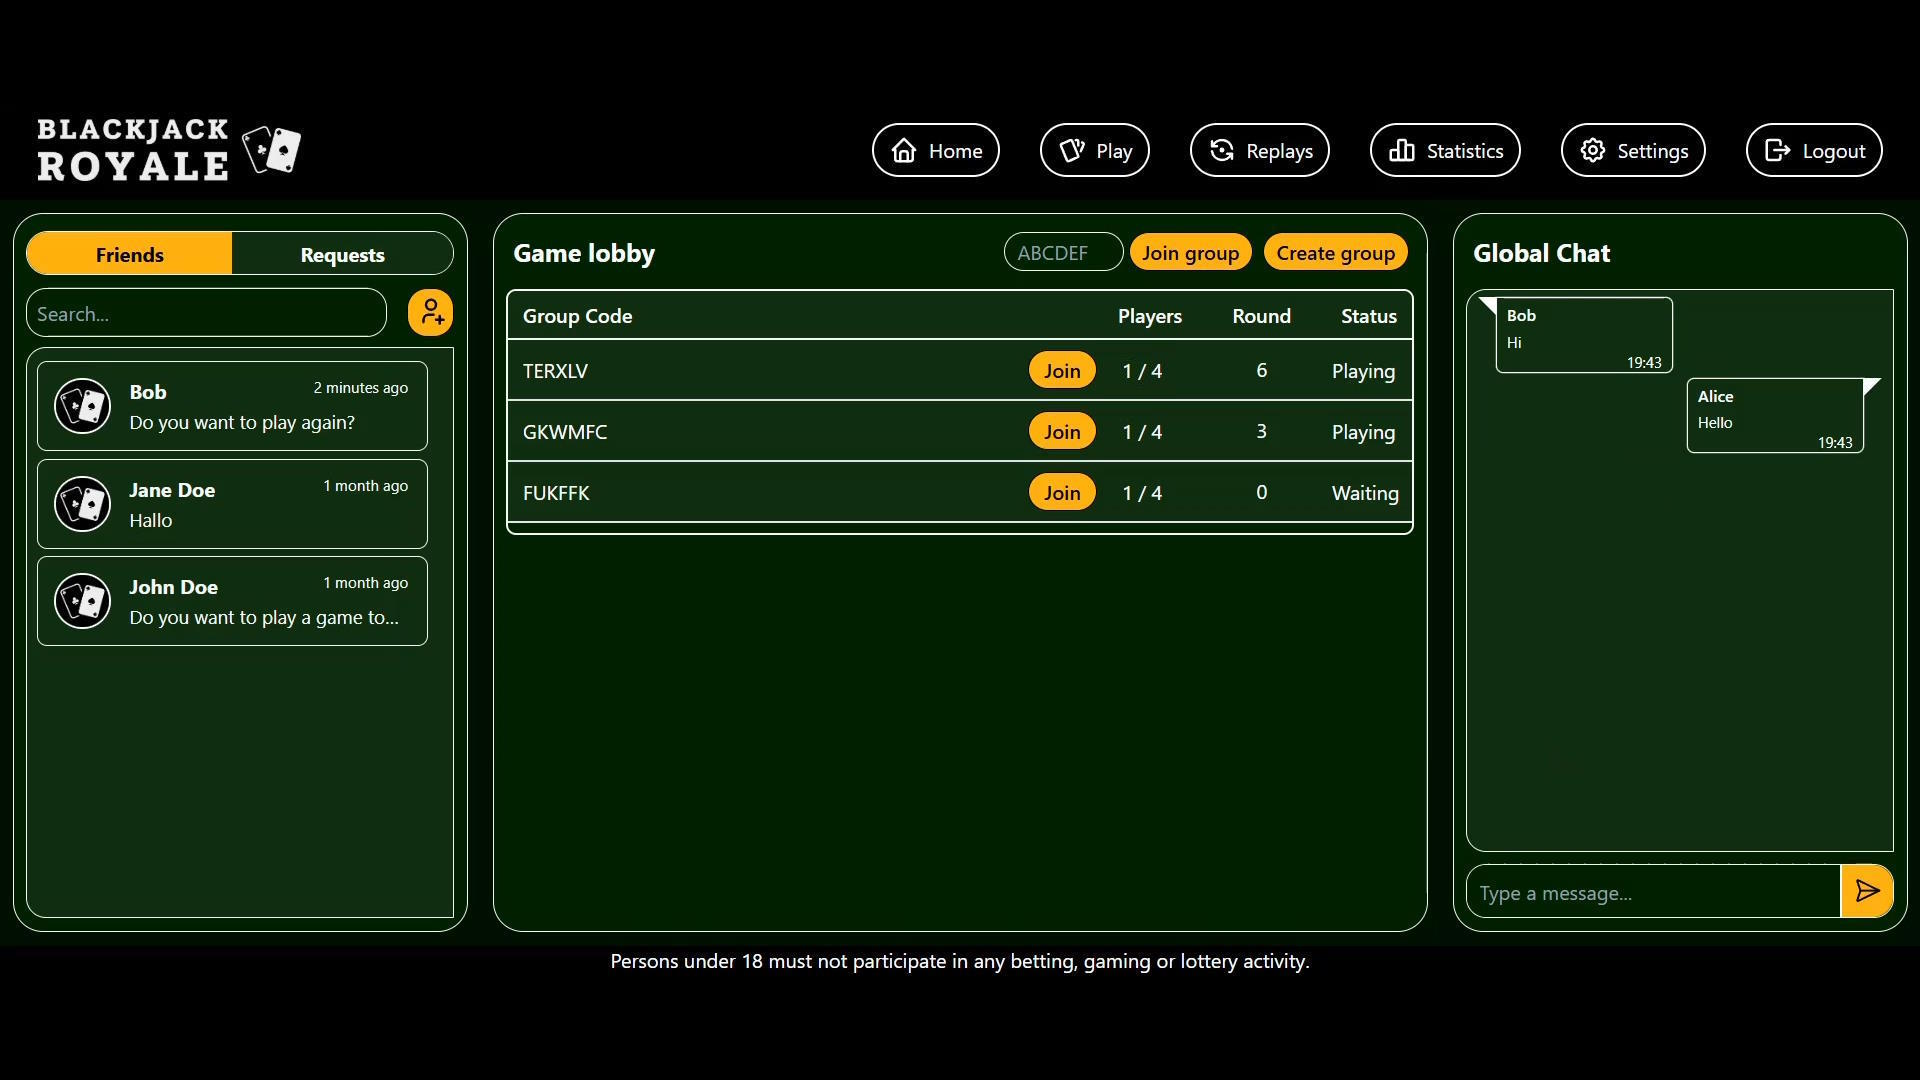 BLACKJACK
ROYALE
Home
Play
Replays
Statistics
Settings
Logout
Friends
Requests
Search...
Bob
2 minutes ago
Do you want to play again?
Jane Doe
1 month ago
Hallo
John Doe
1 month ago
Do you want to play a game to...
Game lobby
ABCDEF
Join group
Create group
Group Code Players Round Status
TERXLV Join 1 / 4 6 Playing
GKWMFC Join 1 / 4 3 Playing
FUKFFK Join 1 / 4 0 Waiting
Global Chat
Bob
Hi
19:43
Alice
Hello
19:43
Type a message...
Persons under 18 must not participate in any betting, gaming or lottery activity.